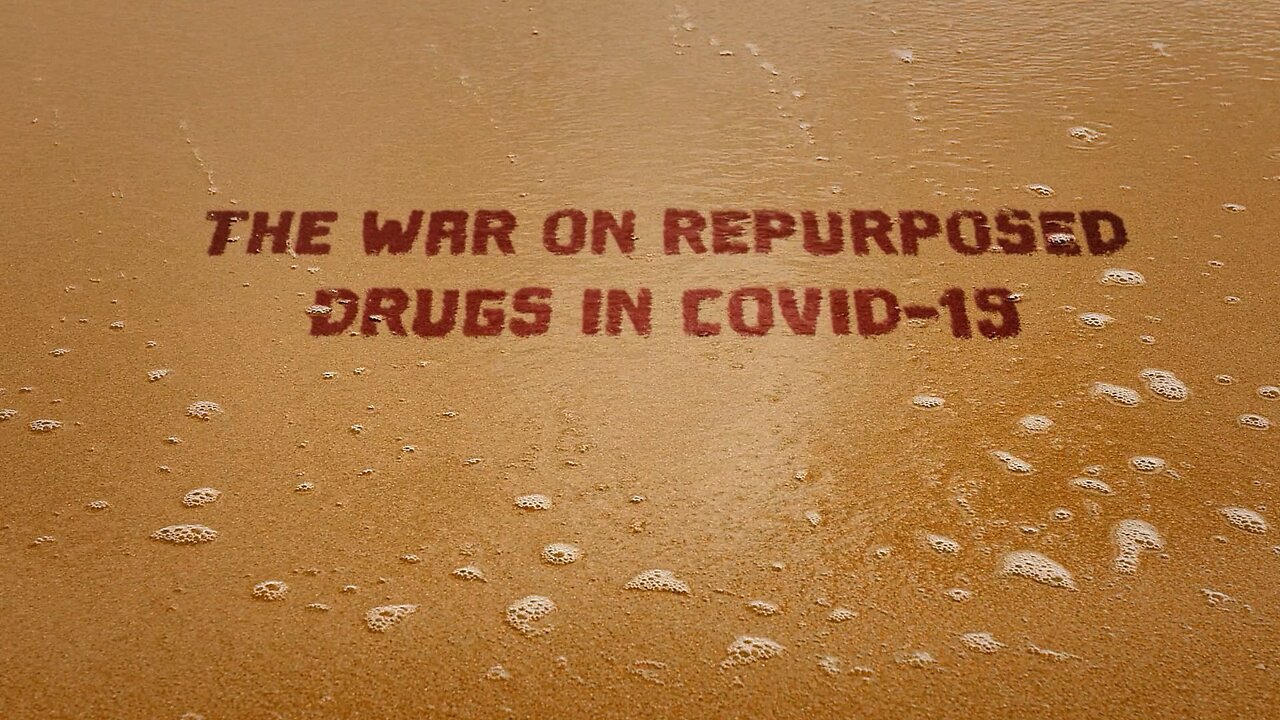 THE WAR ON REPURPOSED
DRUGS IN COVID-19